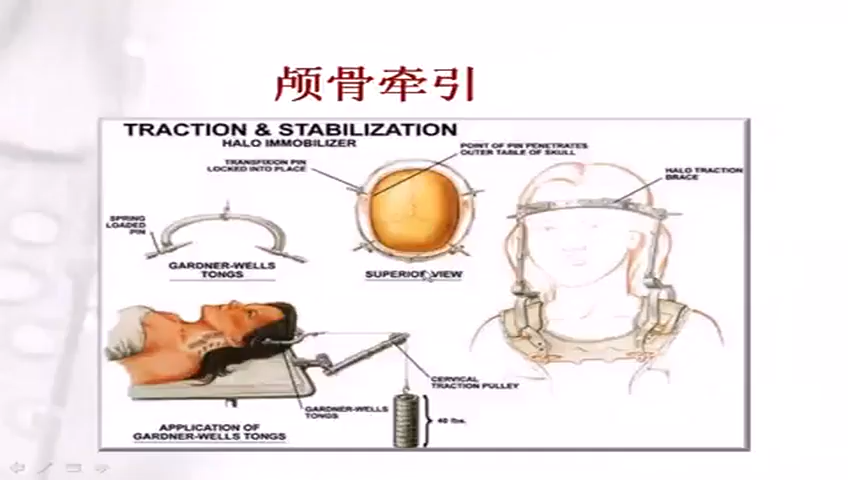 颅骨牵引
TRACTION & STABILIZATION
HALO IMMOBILIZER
TRANSFIXION PIN
LOCKED INTO PLACE
POINT OF PIN PENETRATES
OUTER TABLE OF SKULL
HALO TRACTION
BRACE
SPRING
LOADED
PIN
GARDNER-WELLS
TONGS
SUPERIOR VIEW
CERVICAL
TRACTION PULLEY
GARDNER-WELLS
TONGS
40 lbs.
APPLICATION OF
GARDNER-WELLS TONGS